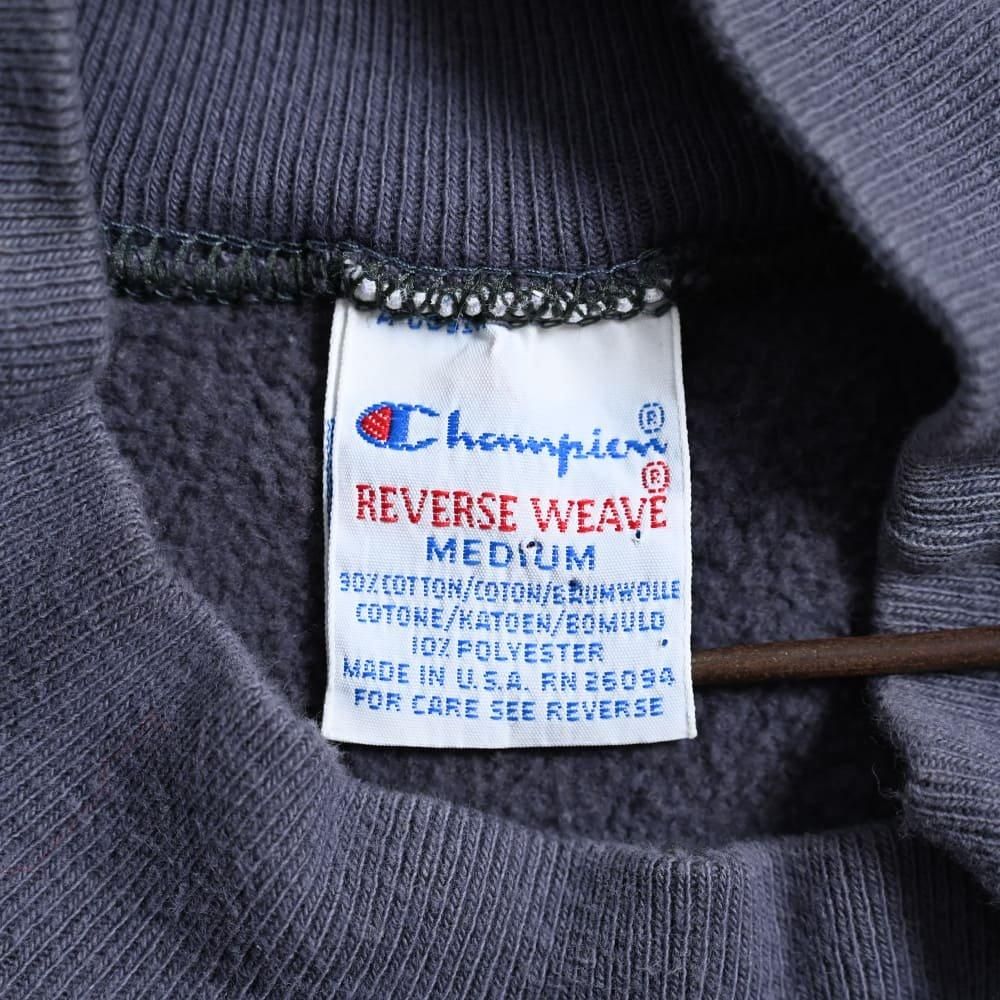 Champion®
REVERSE WEAVE®
MEDIUM
90% COTTON/COTON/BAUMWOLLE
COTONE/KATOEN/BOMULD
10% POLYESTER
MADE IN U.S.A. RN 26094
FOR CARE SEE REVERSE